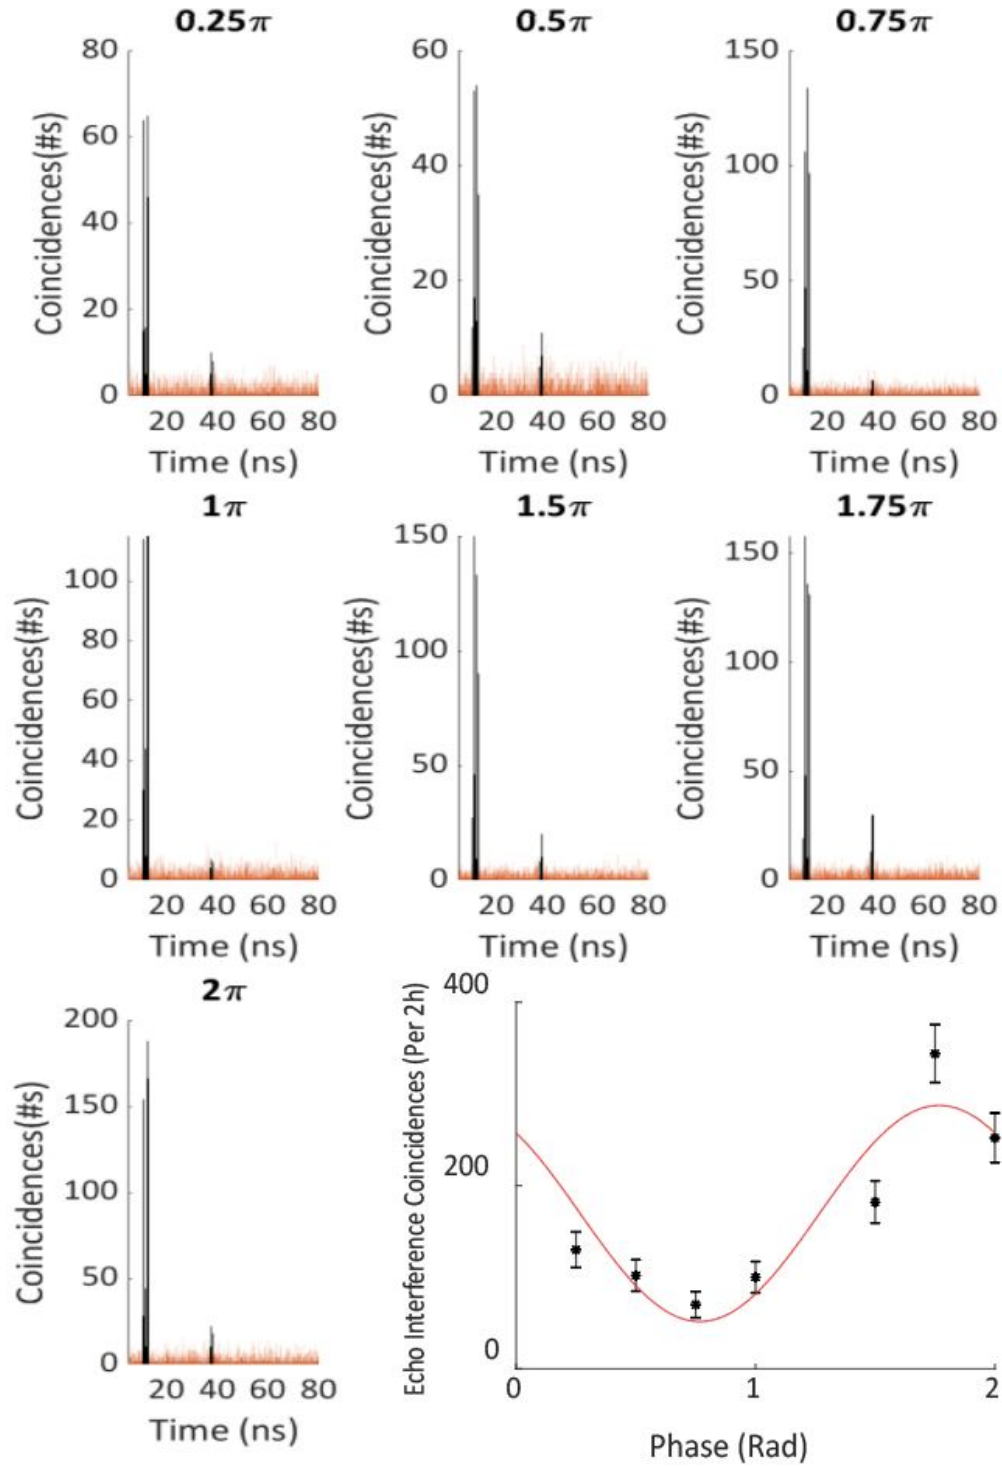 0.25π
80
60
40
20
0
Coincidences(#s)
20 40 60 80
Time (ns)
0.5π
60
40
20
0
Coincidences(#s)
20 40 60 80
Time (ns)
0.75π
150
100
50
0
Coincidences(#s)
20 40 60 80
Time (ns)
1π
100
80
60
40
20
0
Coincidences(#s)
20 40 60 80
Time (ns)
1.5π
150
100
50
0
Coincidences(#s)
20 40 60 80
Time (ns)
1.75π
150
100
50
0
Coincidences(#s)
20 40 60 80
Time (ns)
2π
200
150
100
50
0
Coincidences(#s)
20 40 60 80
Time (ns)
400
200
0
Echo Interference Coincidences (Per 2h)
0 1 2
Phase (Rad)